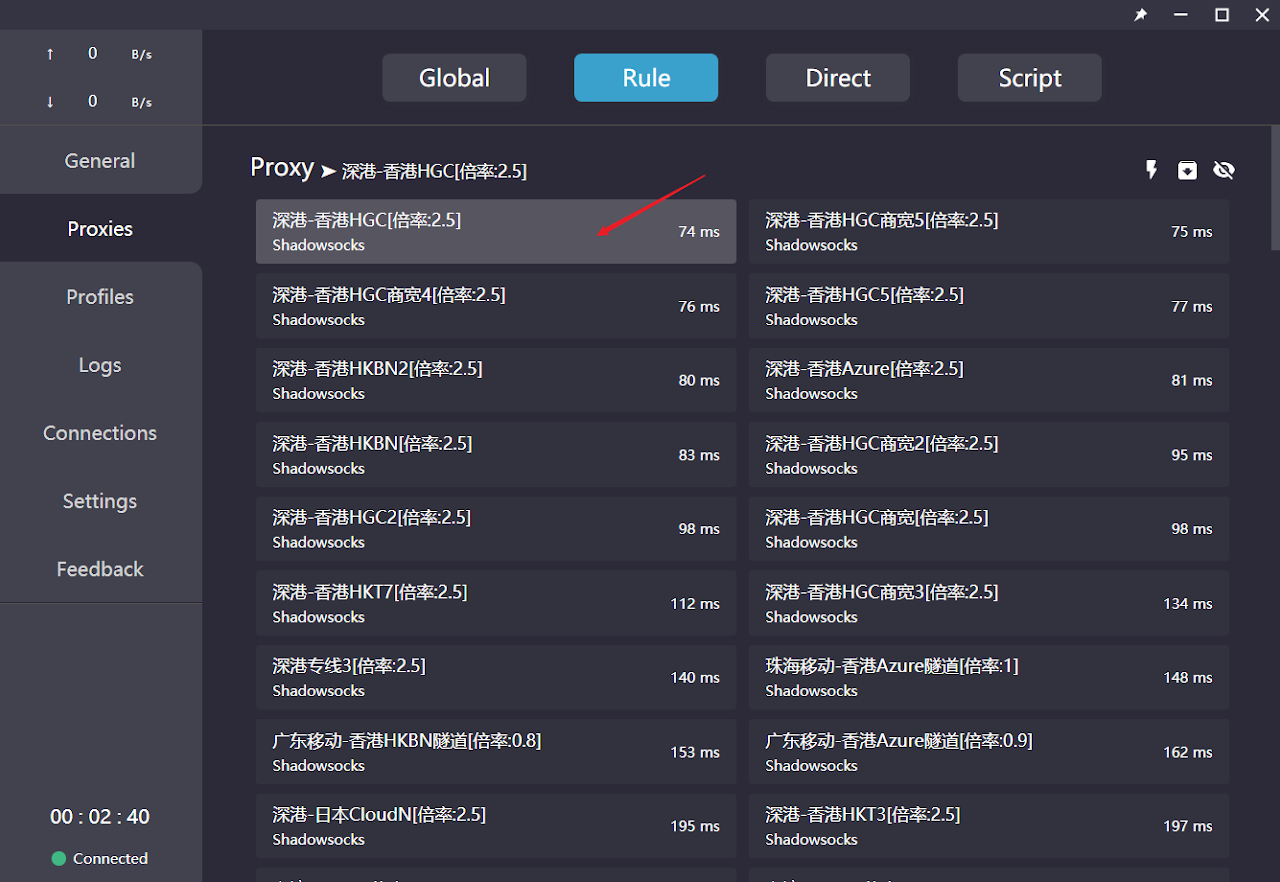 ↑ 0 B/s
↓ 0 B/s
Global Rule Direct Script
General
Proxies
Profiles
Logs
Connections
Settings
Feedback
00 : 02 : 40
Connected
Proxy ➤ 深港-香港HGC[倍率:2.5]
深港-香港HGC[倍率:2.5]
Shadowsocks
74 ms
深港-香港HGC商宽5[倍率:2.5]
Shadowsocks
75 ms
深港-香港HGC商宽4[倍率:2.5]
Shadowsocks
76 ms
深港-香港HGC5[倍率:2.5]
Shadowsocks
77 ms
深港-香港HKBN2[倍率:2.5]
Shadowsocks
80 ms
深港-香港Azure[倍率:2.5]
Shadowsocks
81 ms
深港-香港HKBN[倍率:2.5]
Shadowsocks
83 ms
深港-香港HGC商宽2[倍率:2.5]
Shadowsocks
95 ms
深港-香港HGC2[倍率:2.5]
Shadowsocks
98 ms
深港-香港HGC商宽[倍率:2.5]
Shadowsocks
98 ms
深港-香港HKT7[倍率:2.5]
Shadowsocks
112 ms
深港-香港HGC商宽3[倍率:2.5]
Shadowsocks
134 ms
深港专线3[倍率:2.5]
Shadowsocks
140 ms
珠海移动-香港Azure隧道[倍率:1]
Shadowsocks
148 ms
广东移动-香港HKBN隧道[倍率:0.8]
Shadowsocks
153 ms
广东移动-香港Azure隧道[倍率:0.9]
Shadowsocks
162 ms
深港-日本CloudN[倍率:2.5]
Shadowsocks
195 ms
深港-香港HKT3[倍率:2.5]
Shadowsocks
197 ms